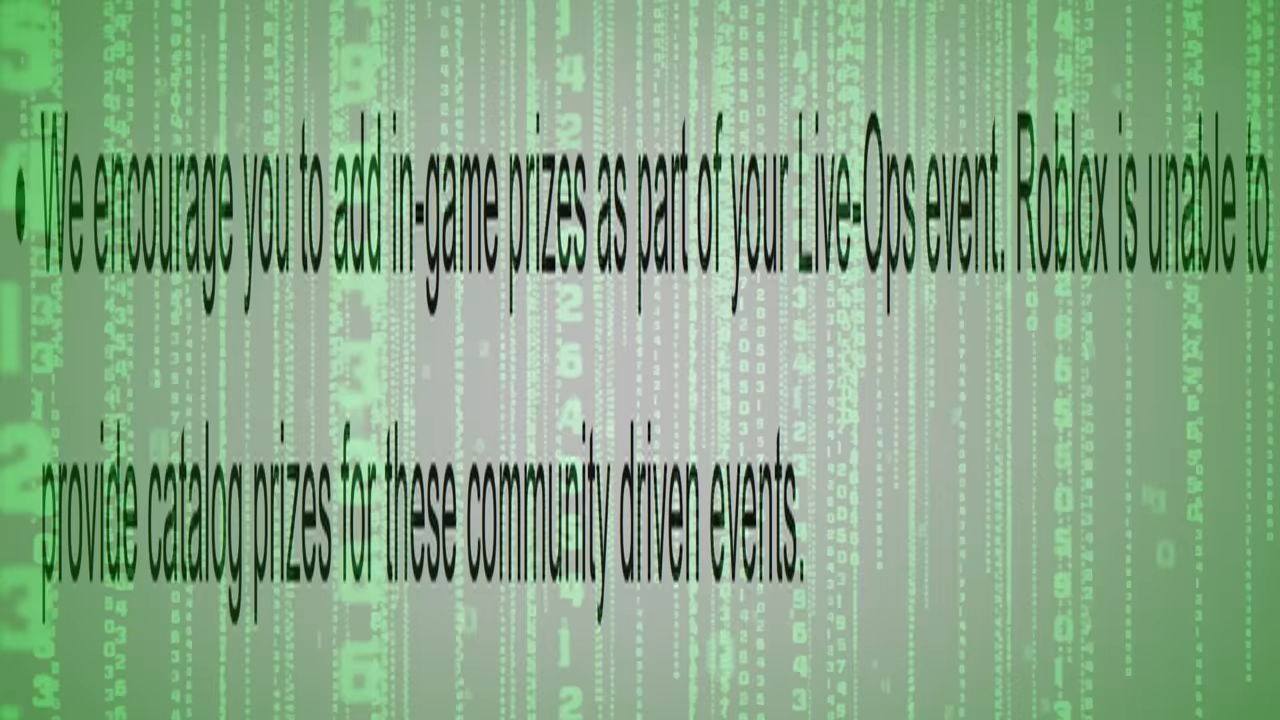 • We encourage you to add in-game prizes as part of your Live-Ops event. Roblox is unable to
provide catalog prizes for these community driven events.